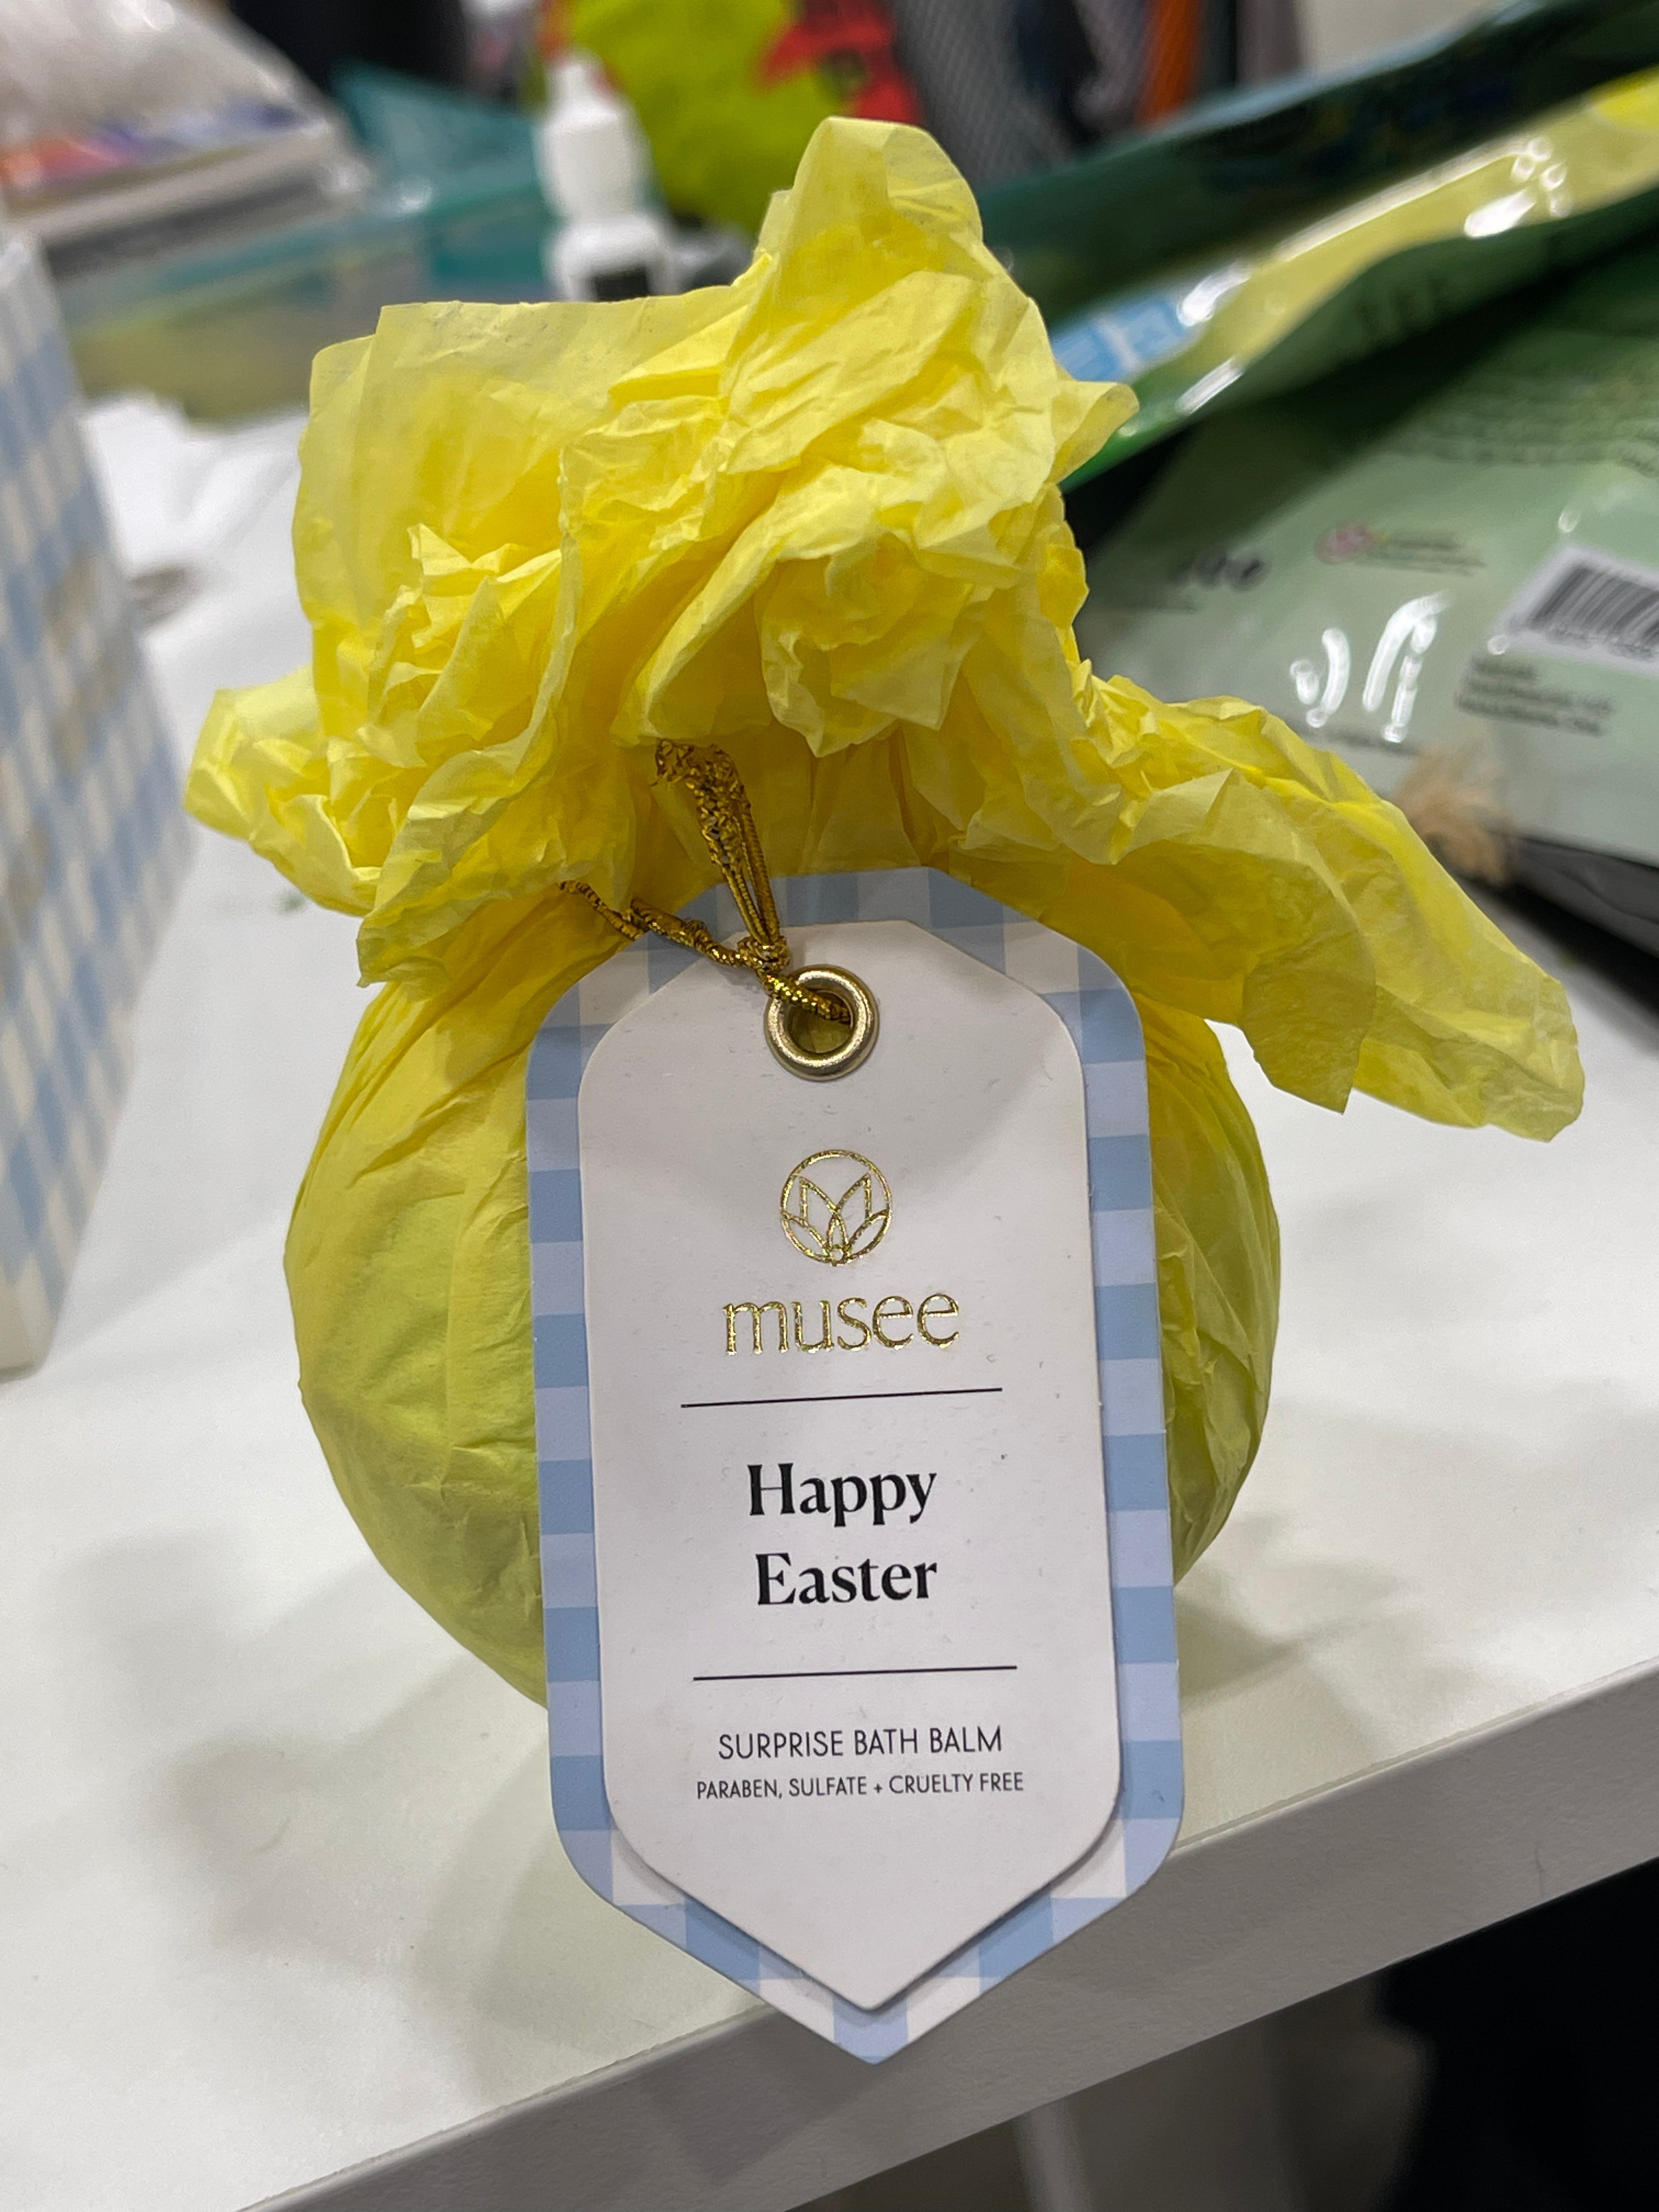 musee
Happy
Easter
SURPRISE BATH BALM
PARABEN, SULFATE + CRUELTY FREE